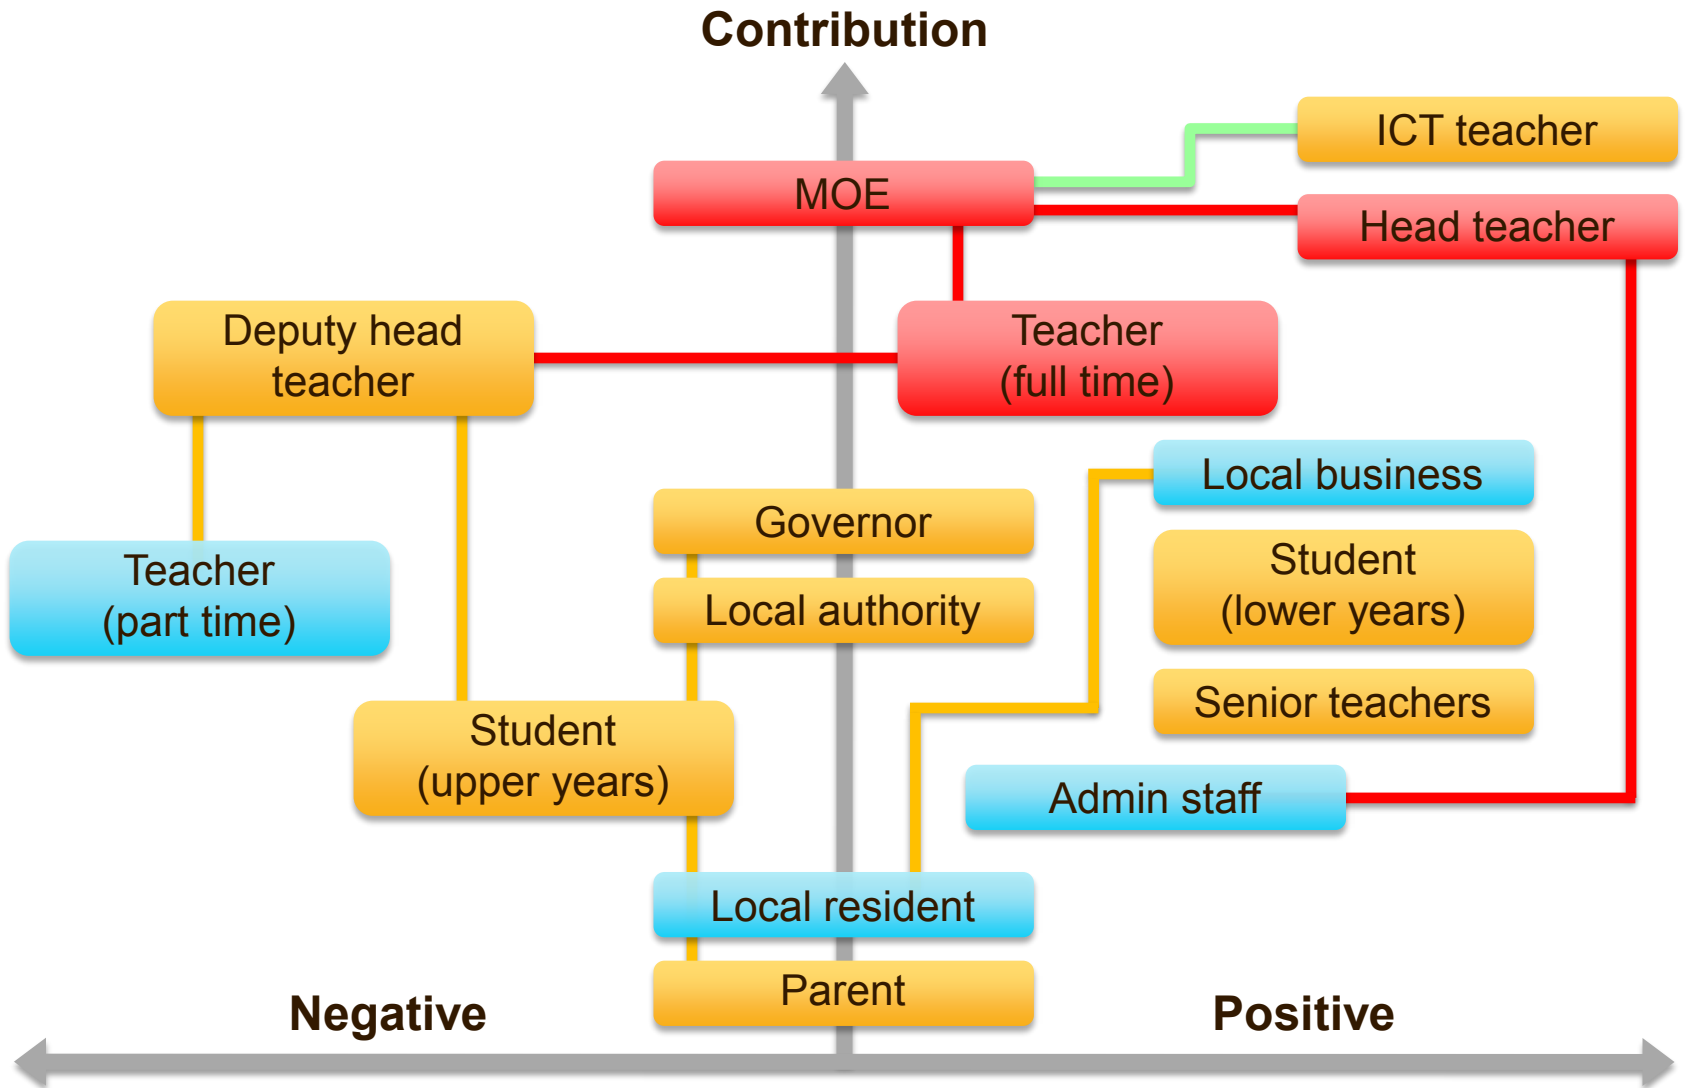 Contribution
ICT teacher
MOE
Head teacher
Deputy head
teacher
Teacher
(full time)
Local business
Governor
Student
(lower years)
Teacher
(part time)
Local authority
Senior teachers
Student
(upper years)
Admin staff
Local resident
Parent
Negative
Positive